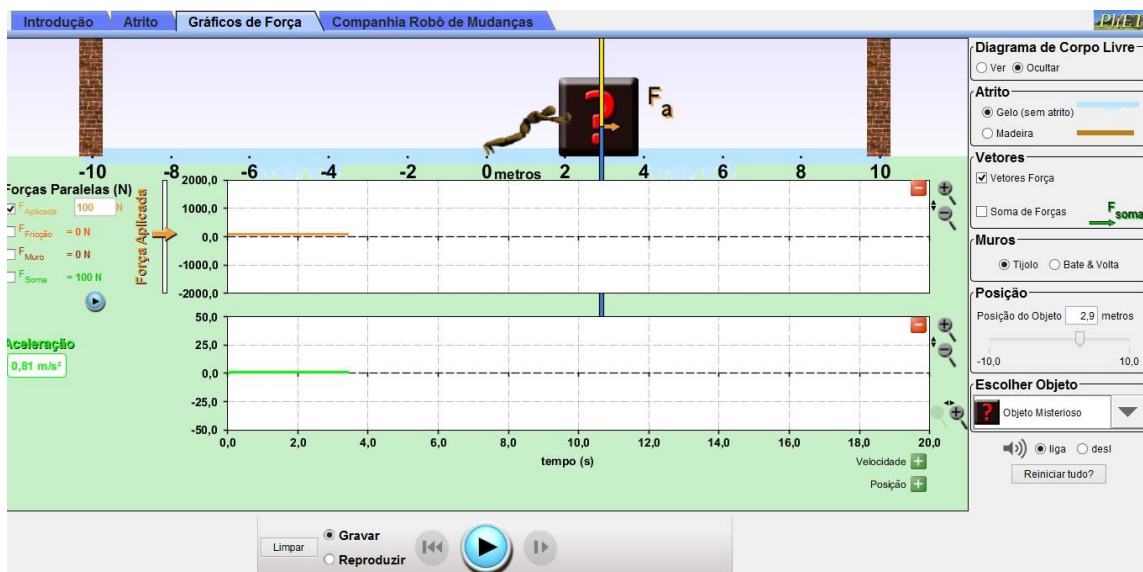 Introdução Atrito Gráficos de Força Companhia Robô de Mudanças PhET
Diagrama de Corpo Livre
Ver Ocultar
Atrito
Gelo (sem atrito)
Madeira
Vetores
Vetores Força
Soma de Forças F soma
Muros
Tijolo Bate & Volta
Posição
Posição do Objeto 2,9 metros
-10,0 10,0
Escolher Objeto
? Objeto Misterioso
liga desl
Reiniciar tudo?
? Fa
-10 -8 -6 -4 -2 0 metros 2 4 6 8 10
Forças Paralelas (N)
F Aplicada 100 N
F Fricção = 0 N
F Muro = 0 N
F Soma = 100 N
Força Aplicada
2000,0
1000,0
0,0
-1000,0
-2000,0
Aceleração
0,81 m/s²
50,0
25,0
0,0
-25,0
-50,0
0,0 2,0 4,0 6,0 8,0 10,0 12,0 14,0 16,0 18,0 20,0
tempo (s)
Velocidade
Posição
Limpar
Gravar
Reproduzir